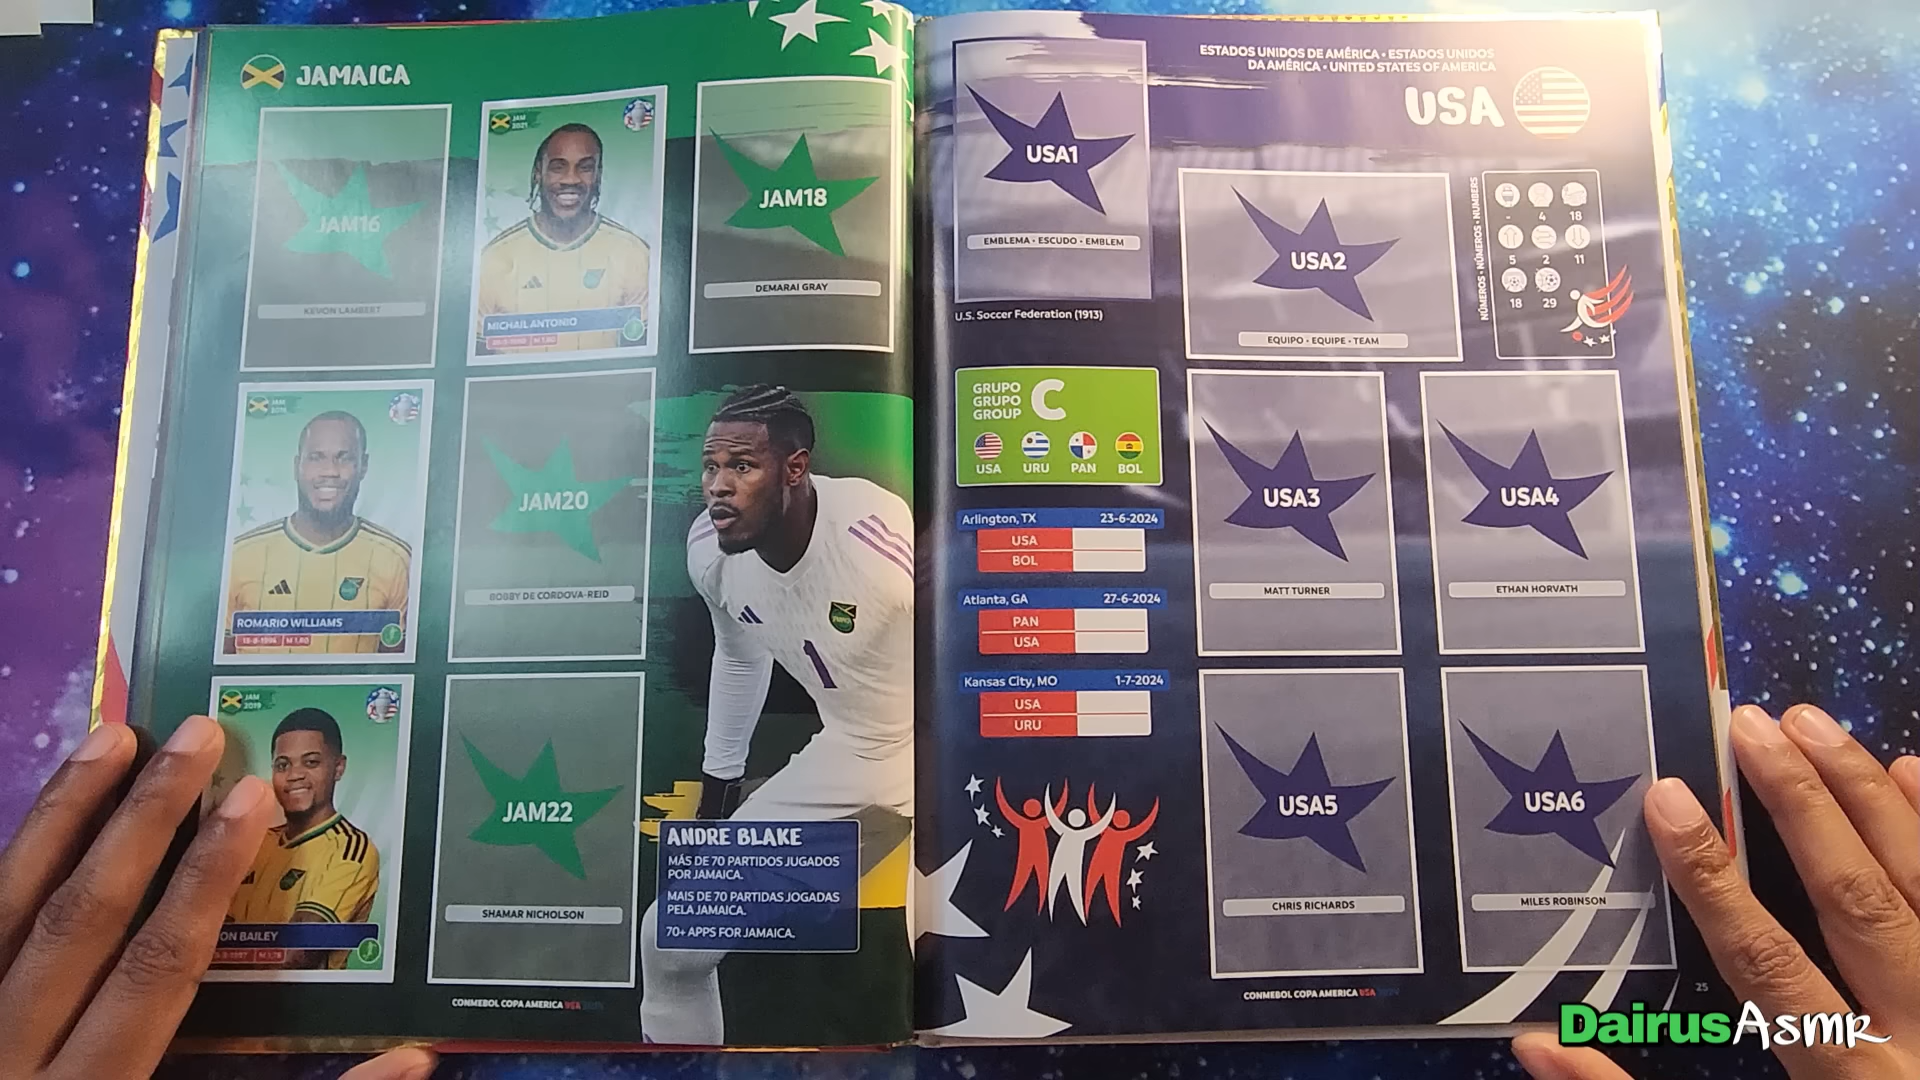 JAMAICA
JAM16
KEVON LAMBERT
JAM
2021
MICHAIL ANTONIO
JAM18
DEMARAI GRAY
JAM
ROMARIO WILLIAMS
JAM20
BOBBY DE CORDOVA-REID
JAM
2019
ON BAILEY
JAM22
SHAMAR NICHOLSON
1
ANDRE BLAKE
MÁS DE 70 PARTIDOS JUGADOS
POR JAMAICA.
MAIS DE 70 PARTIDAS JOGADAS
PELA JAMAICA.
70+ APPS FOR JAMAICA.
CONMEBOL COPA AMERICA USA 2024
ESTADOS UNIDOS DE AMÉRICA • ESTADOS UNIDOS
DA AMÉRICA • UNITED STATES OF AMERICA
USA
USA1
EMBLEMA • ESCUDO • EMBLEM
U.S. Soccer Federation (1913)
USA2
EQUIPO • EQUIPE • TEAM
NÚMEROS • NÚMEROS • NUMBERS
- 4 18
5 2 11
18 29
GRUPO
GRUPO
GROUP
C
USA URU PAN BOL
Arlington, TX 23-6-2024
USA
BOL
Atlanta, GA 27-6-2024
PAN
USA
Kansas City, MO 1-7-2024
USA
URU
USA3
MATT TURNER
USA4
ETHAN HORVATH
USA5
CHRIS RICHARDS
USA6
MILES ROBINSON
CONMEBOL COPA AMERICA USA 2024
25
DairusAsmr